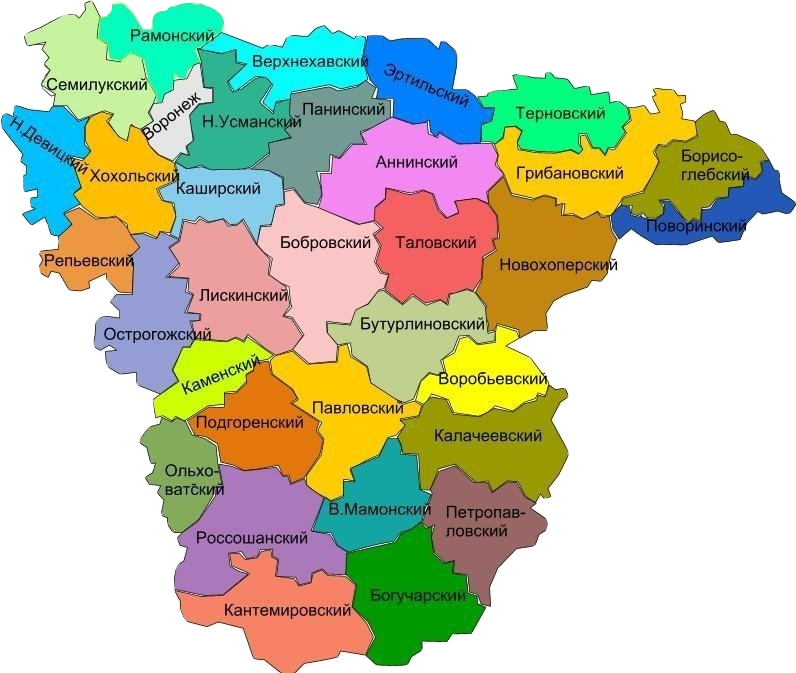 Рамонский
Семилукский
Верхнехавский
Эртильский
Воронеж
Н.Усманский
Панинский
Терновский
Н.Девицкий
Хохольский
Каширский
Аннинский
Грибановский
Борисо-
глебский
Поворинский
Репьевский
Бобровский
Таловский
Новохоперский
Лискинский
Острогожский
Бутурлиновский
Каменский
Воробьевский
Подгоренский
Павловский
Калачеевский
Ольхо-
ватский
В.Мамонский
Петропав-
ловский
Россошанский
Кантемировский
Богучарский